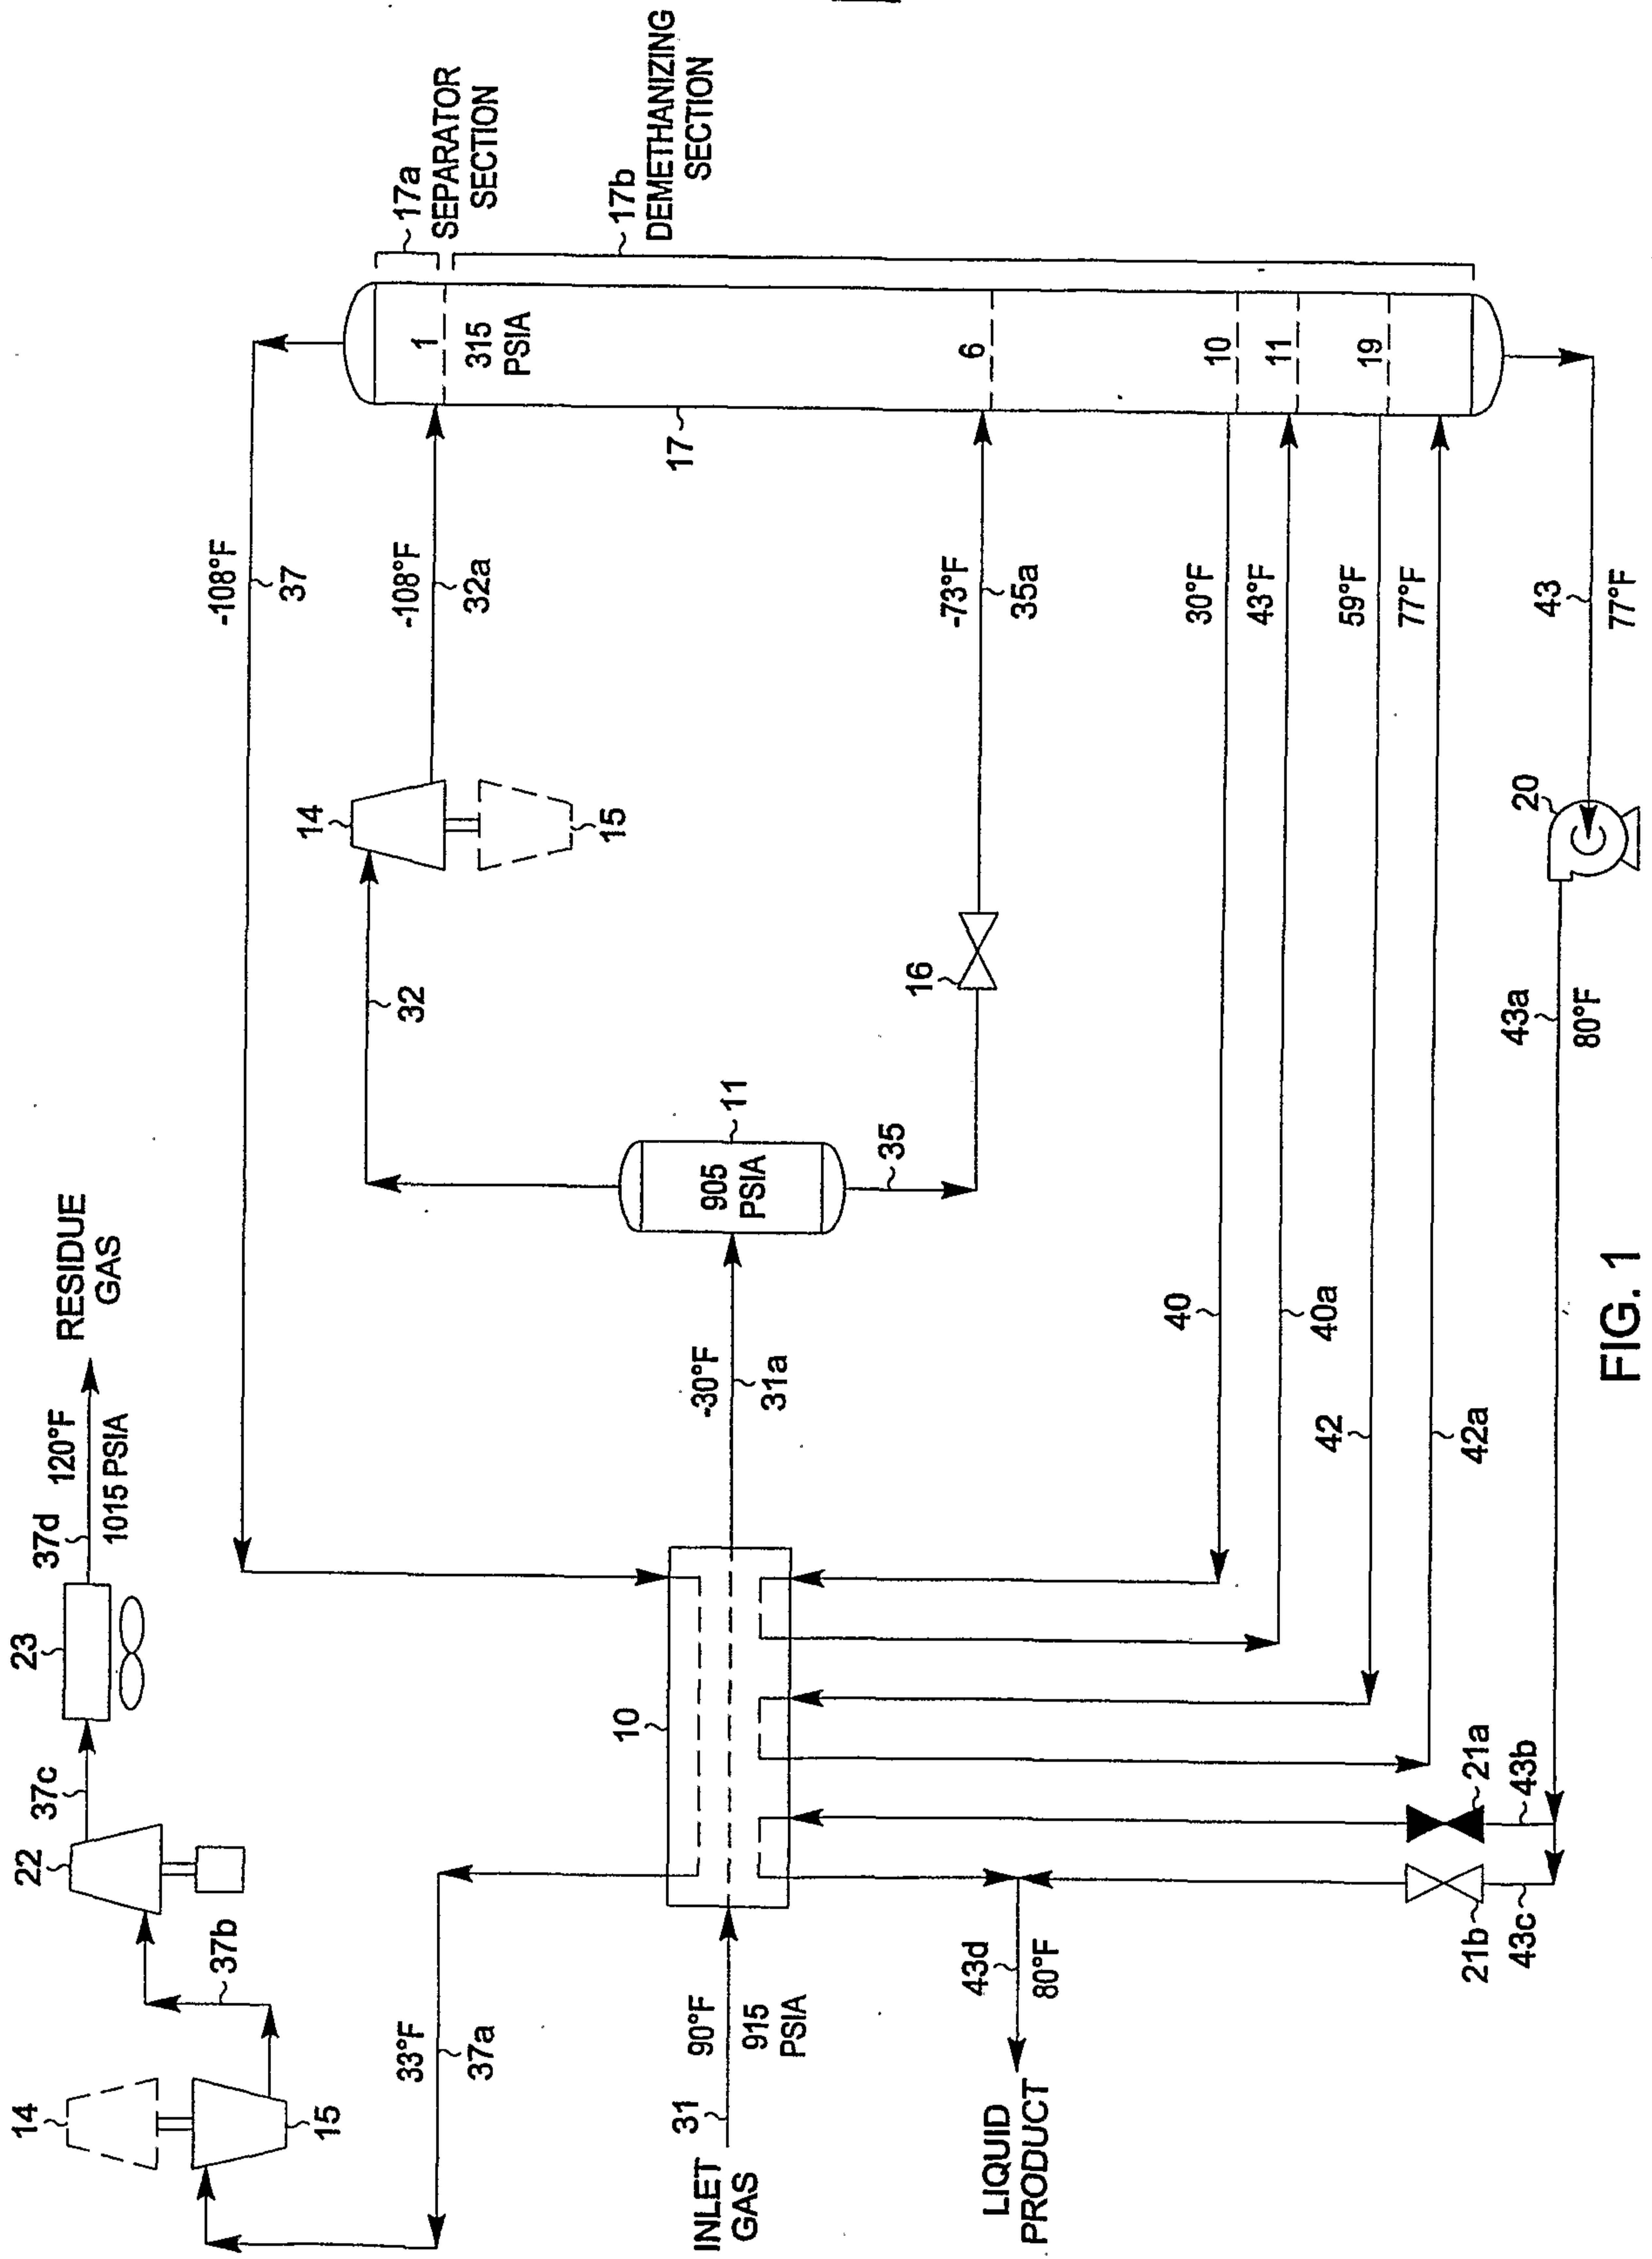 RESIDUE
GAS
120°F
37d
1015 PSIA
23
37c
22
37b
14
15
33°F
37a
-108°F
37
14
15
32
-108°F
32a
17a
SEPARATOR
SECTION
17b
DEMETHANIZING
SECTION
1
315
PSIA
17
6
10
11
19
INLET
GAS
31
90°F
915
PSIA
10
-30°F
31a
905
PSIA
11
35
16
-73°F
35a
40
30°F
40a
43°F
42
59°F
42a
77°F
LIQUID
PRODUCT
43d
80°F
21a
43b
21b
43c
43a
80°F
20
43
77°F
FIG. 1